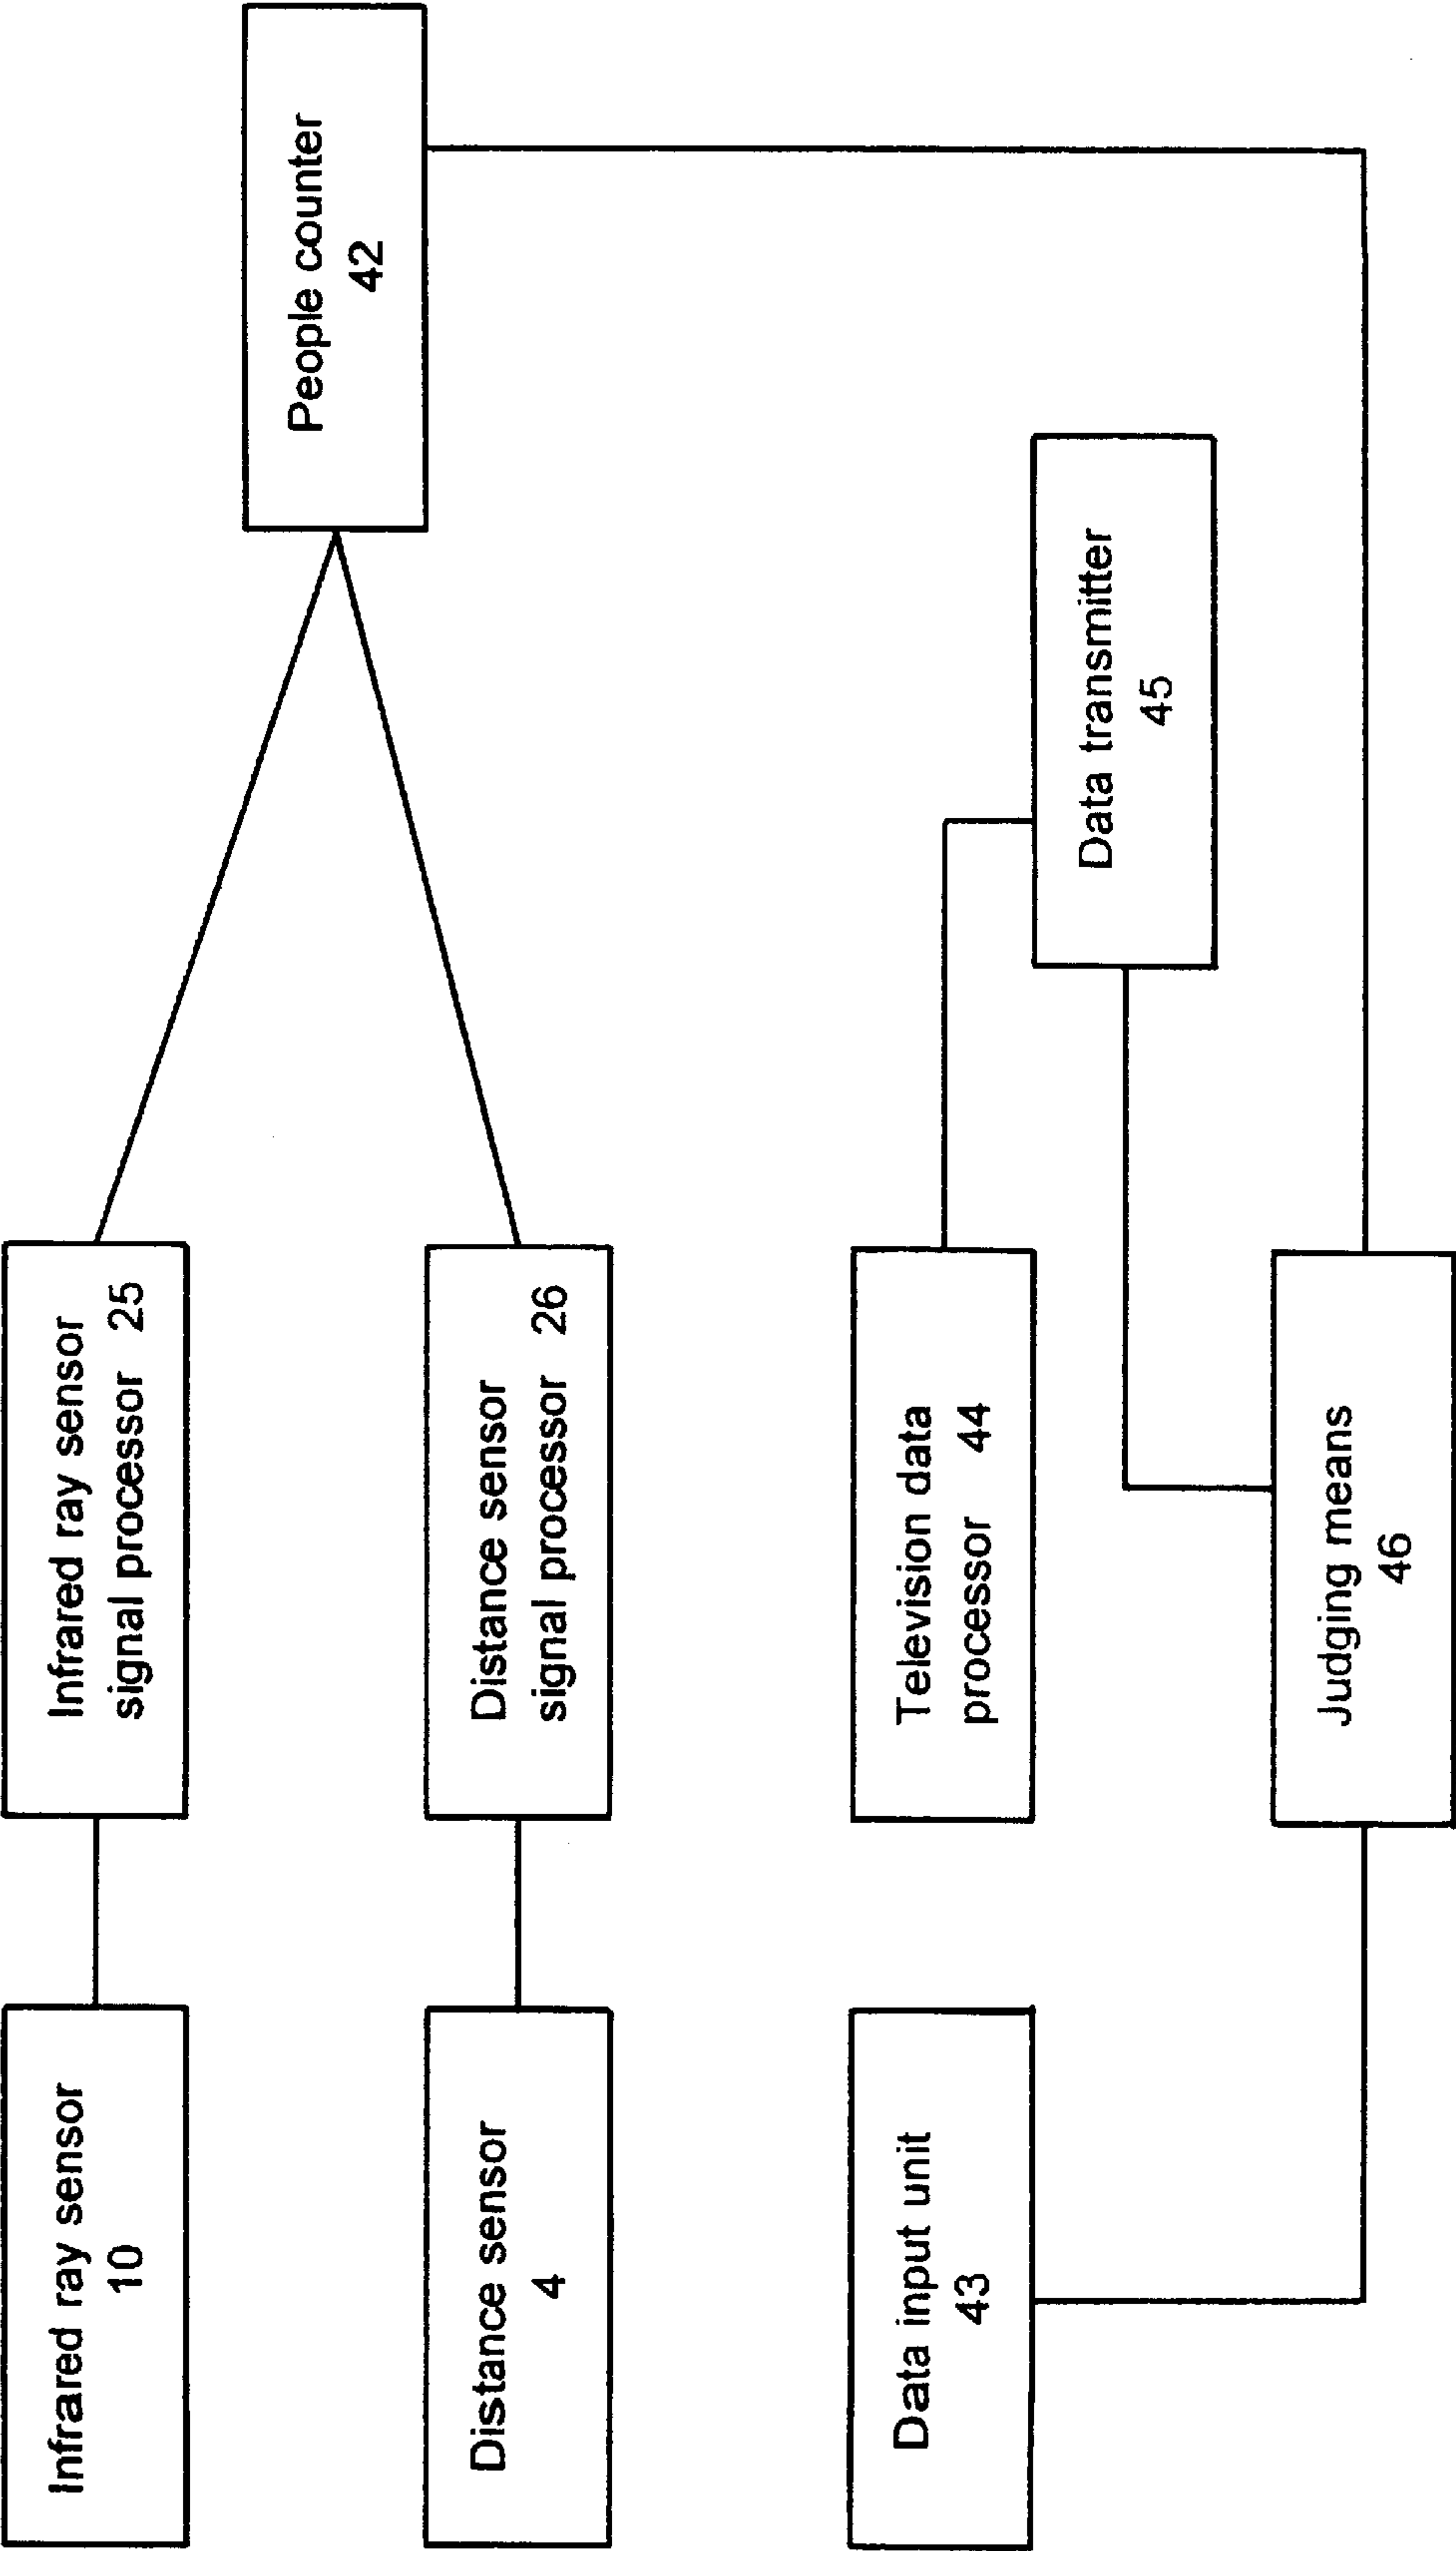 Infrared ray sensor
10
Infrared ray sensor
signal processor 25
People counter
42
Distance sensor
4
Distance sensor
signal processor 26
Data input unit
43
Television data
processor 44
Data transmitter
45
Judging means
46